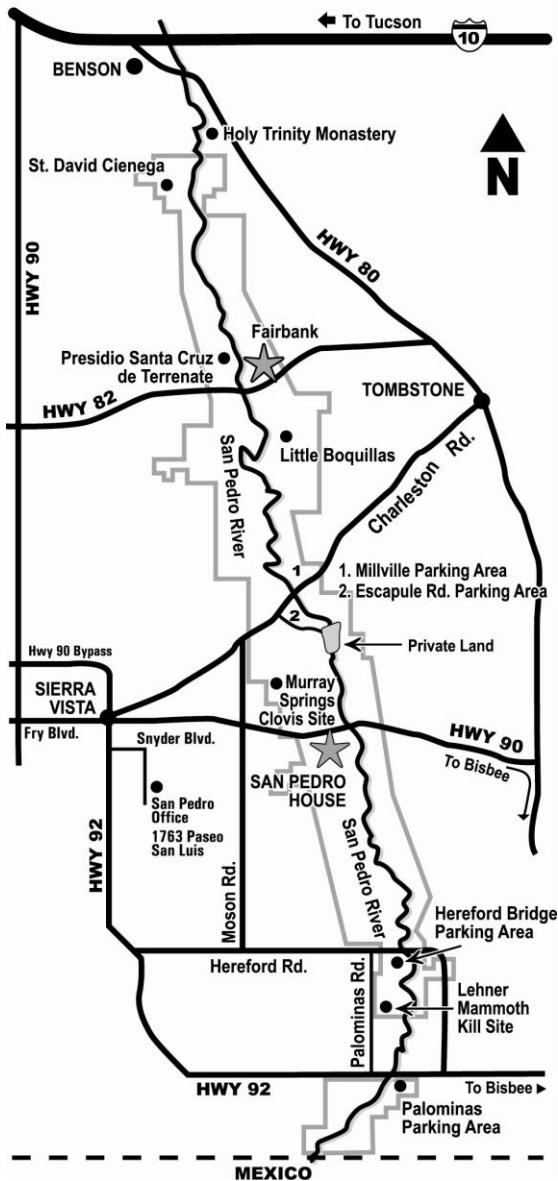 To Tucson
10
BENSON
Holy Trinity Monastery
St. David Cienega
N
HWY 90
HWY 80
Fairbank
Presidio Santa Cruz
de Terrenate
HWY 82
TOMBSTONE
San Pedro River
Little Boquillas
Charleston Rd.
1
1. Millville Parking Area
2. Escapule Rd. Parking Area
2
Private Land
Hwy 90 Bypass
SIERRA
VISTA
Murray
Springs
Clovis Site
Fry Blvd.
Snyder Blvd.
HWY 90
To Bisbee
SAN PEDRO
HOUSE
San Pedro
Office
1763 Paseo
San Luis
HWY 92
Moson Rd.
San Pedro River
Hereford Bridge
Parking Area
Hereford Rd.
Palominas Rd.
Lehner
Mammoth
Kill Site
HWY 92
To Bisbee
Palominas
Parking Area
MEXICO